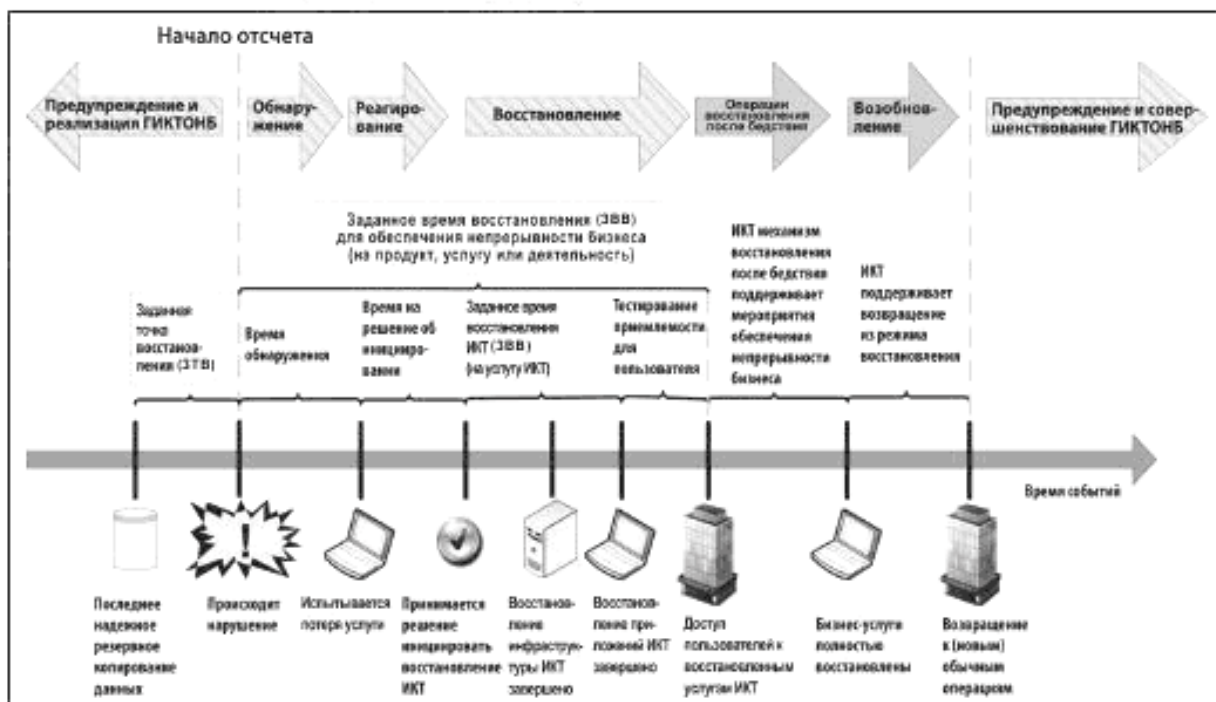 Начало отсчета
Предупреждение и
реализация ГИКТОНБ
Обнару-
жение
Реагиро-
вание
Восстановление
Операции
восстановления
после бедствия
Возобнов-
ление
Предупреждение и совер-
шенствование ГИКТОНБ
Заданное время восстановления (ЗВВ)
для обеспечения непрерывности бизнеса
(на продукт, услугу или деятельность)
Заданная
точка
восстанов-
ления (ЗТВ)
Время
обнаружения
Время на
решение об
иницииро-
вании
Заданное время
восстановления
ИКТ (ЗВВ)
(на услугу ИКТ)
Тестирование
приемлемости
для
пользователя
ИКТ механизм
восстановления
после бедствия
поддерживает
мероприятия
обеспечения
непрерывности
бизнеса
ИКТ
поддерживает
возвращение
из режима
восстановления
Время событий
Последнее
надежное
резервное
копирование
данных
Происходит
нарушение
Испытывается
потеря услуги
Принимается
решение
инициировать
восстановление
ИКТ
Восстанов-
ление
инфраструк-
туры ИКТ
завершено
Восстанов-
ление при-
ложений ИКТ
завершено
Доступ
пользователей к
восстановленным
услугам ИКТ
Бизнес-услуги
полностью
восстановлены
Возвращение
к (новым)
обычным
операциям